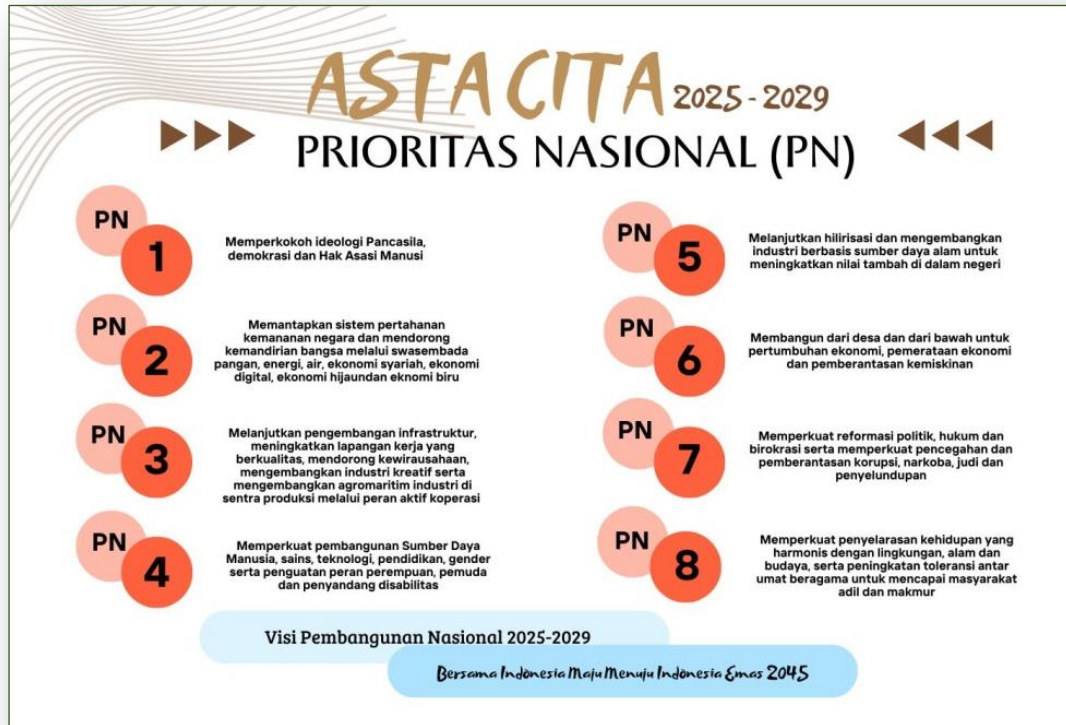 ASTA CITA 2025 - 2029
PRIORITAS NASIONAL (PN)
PN
1
Memperkokoh ideologi Pancasila,
demokrasi dan Hak Asasi Manusi
PN
2
Memantapkan sistem pertahanan
kemananan negara dan mendorong
kemandirian bangsa melalui swasembada
pangan, energi, air, ekonomi syariah, ekonomi
digital, ekonomi hijaundan eknomi biru
PN
3
Melanjutkan pengembangan infrastruktur,
meningkatkan lapangan kerja yang
berkualitas, mendorong kewirausahaan,
mengembangkan industri kreatif serta
mengembangkan agromaritim industri di
sentra produksi melalui peran aktif koperasi
PN
4
Memperkuat pembangunan Sumber Daya
Manusia, sains, teknologi, pendidikan, gender
serta penguatan peran perempuan, pemuda
dan penyandang disabilitas
PN
5
Melanjutkan hilirisasi dan mengembangkan
industri berbasis sumber daya alam untuk
meningkatkan nilai tambah di dalam negeri
PN
6
Membangun dari desa dan dari bawah untuk
pertumbuhan ekonomi, pemerataan ekonomi
dan pemberantasan kemiskinan
PN
7
Memperkuat reformasi politik, hukum dan
birokrasi serta memperkuat pencegahan dan
pemberantasan korupsi, narkoba, judi dan
penyelundupan
PN
8
Memperkuat penyelarasan kehidupan yang
harmonis dengan lingkungan, alam dan
budaya, serta peningkatan toleransi antar
umat beragama untuk mencapai masyarakat
adil dan makmur
Visi Pembangunan Nasional 2025-2029
Bersama Indonesia Maju Menuju Indonesia Emas 2045